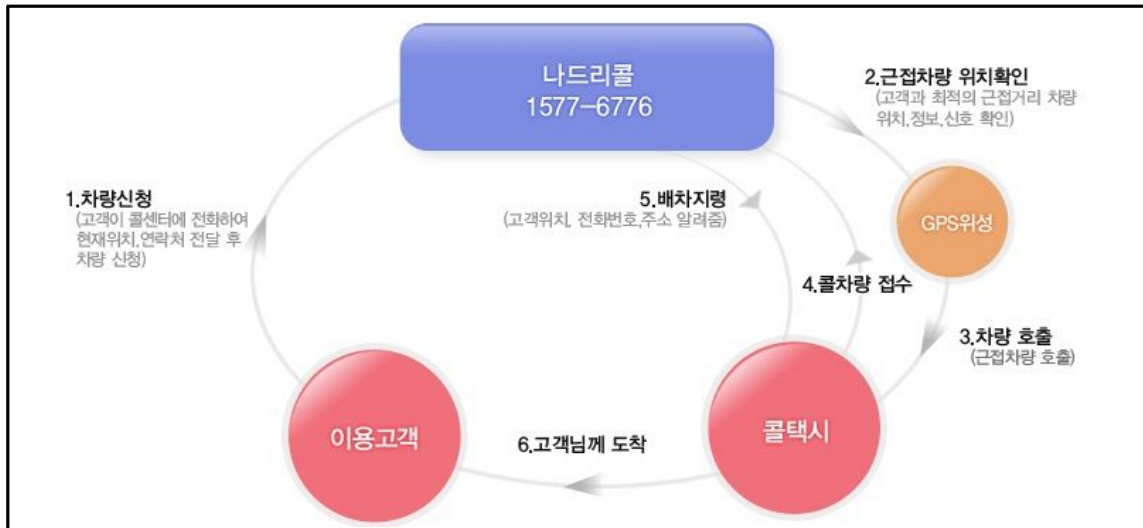 나드리콜
1577-6776
2.근접차량 위치확인
(고객과 최적의 근접거리 차량
위치,정보,신호 확인)
1.차량신청
(고객이 콜센터에 전화하여
현재위치,연락처 전달 후
차량 신청)
5.배차지령
(고객위치, 전화번호,주소 알려줌)
GPS위성
4.콜차량 접수
3.차량 호출
(근접차량 호출)
이용고객
콜택시
6.고객님께 도착